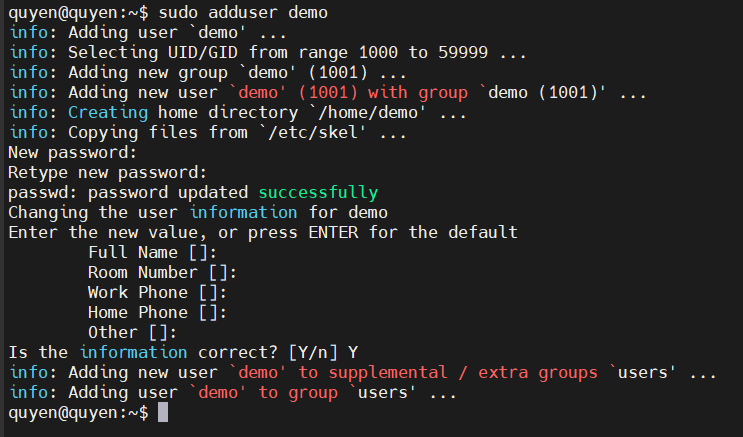 quyen@quyen:~$ sudo adduser demo
info: Adding user `demo' ...
info: Selecting UID/GID from range 1000 to 59999 ...
info: Adding new group `demo' (1001) ...
info: Adding new user `demo' (1001) with group `demo (1001)' ...
info: Creating home directory `/home/demo' ...
info: Copying files from `/etc/skel' ...
New password:
Retype new password:
passwd: password updated successfully
Changing the user information for demo
Enter the new value, or press ENTER for the default
        Full Name []:
        Room Number []:
        Work Phone []:
        Home Phone []:
        Other []:
Is the information correct? [Y/n] Y
info: Adding new user `demo' to supplemental / extra groups `users' ...
info: Adding user `demo' to group `users' ...
quyen@quyen:~$